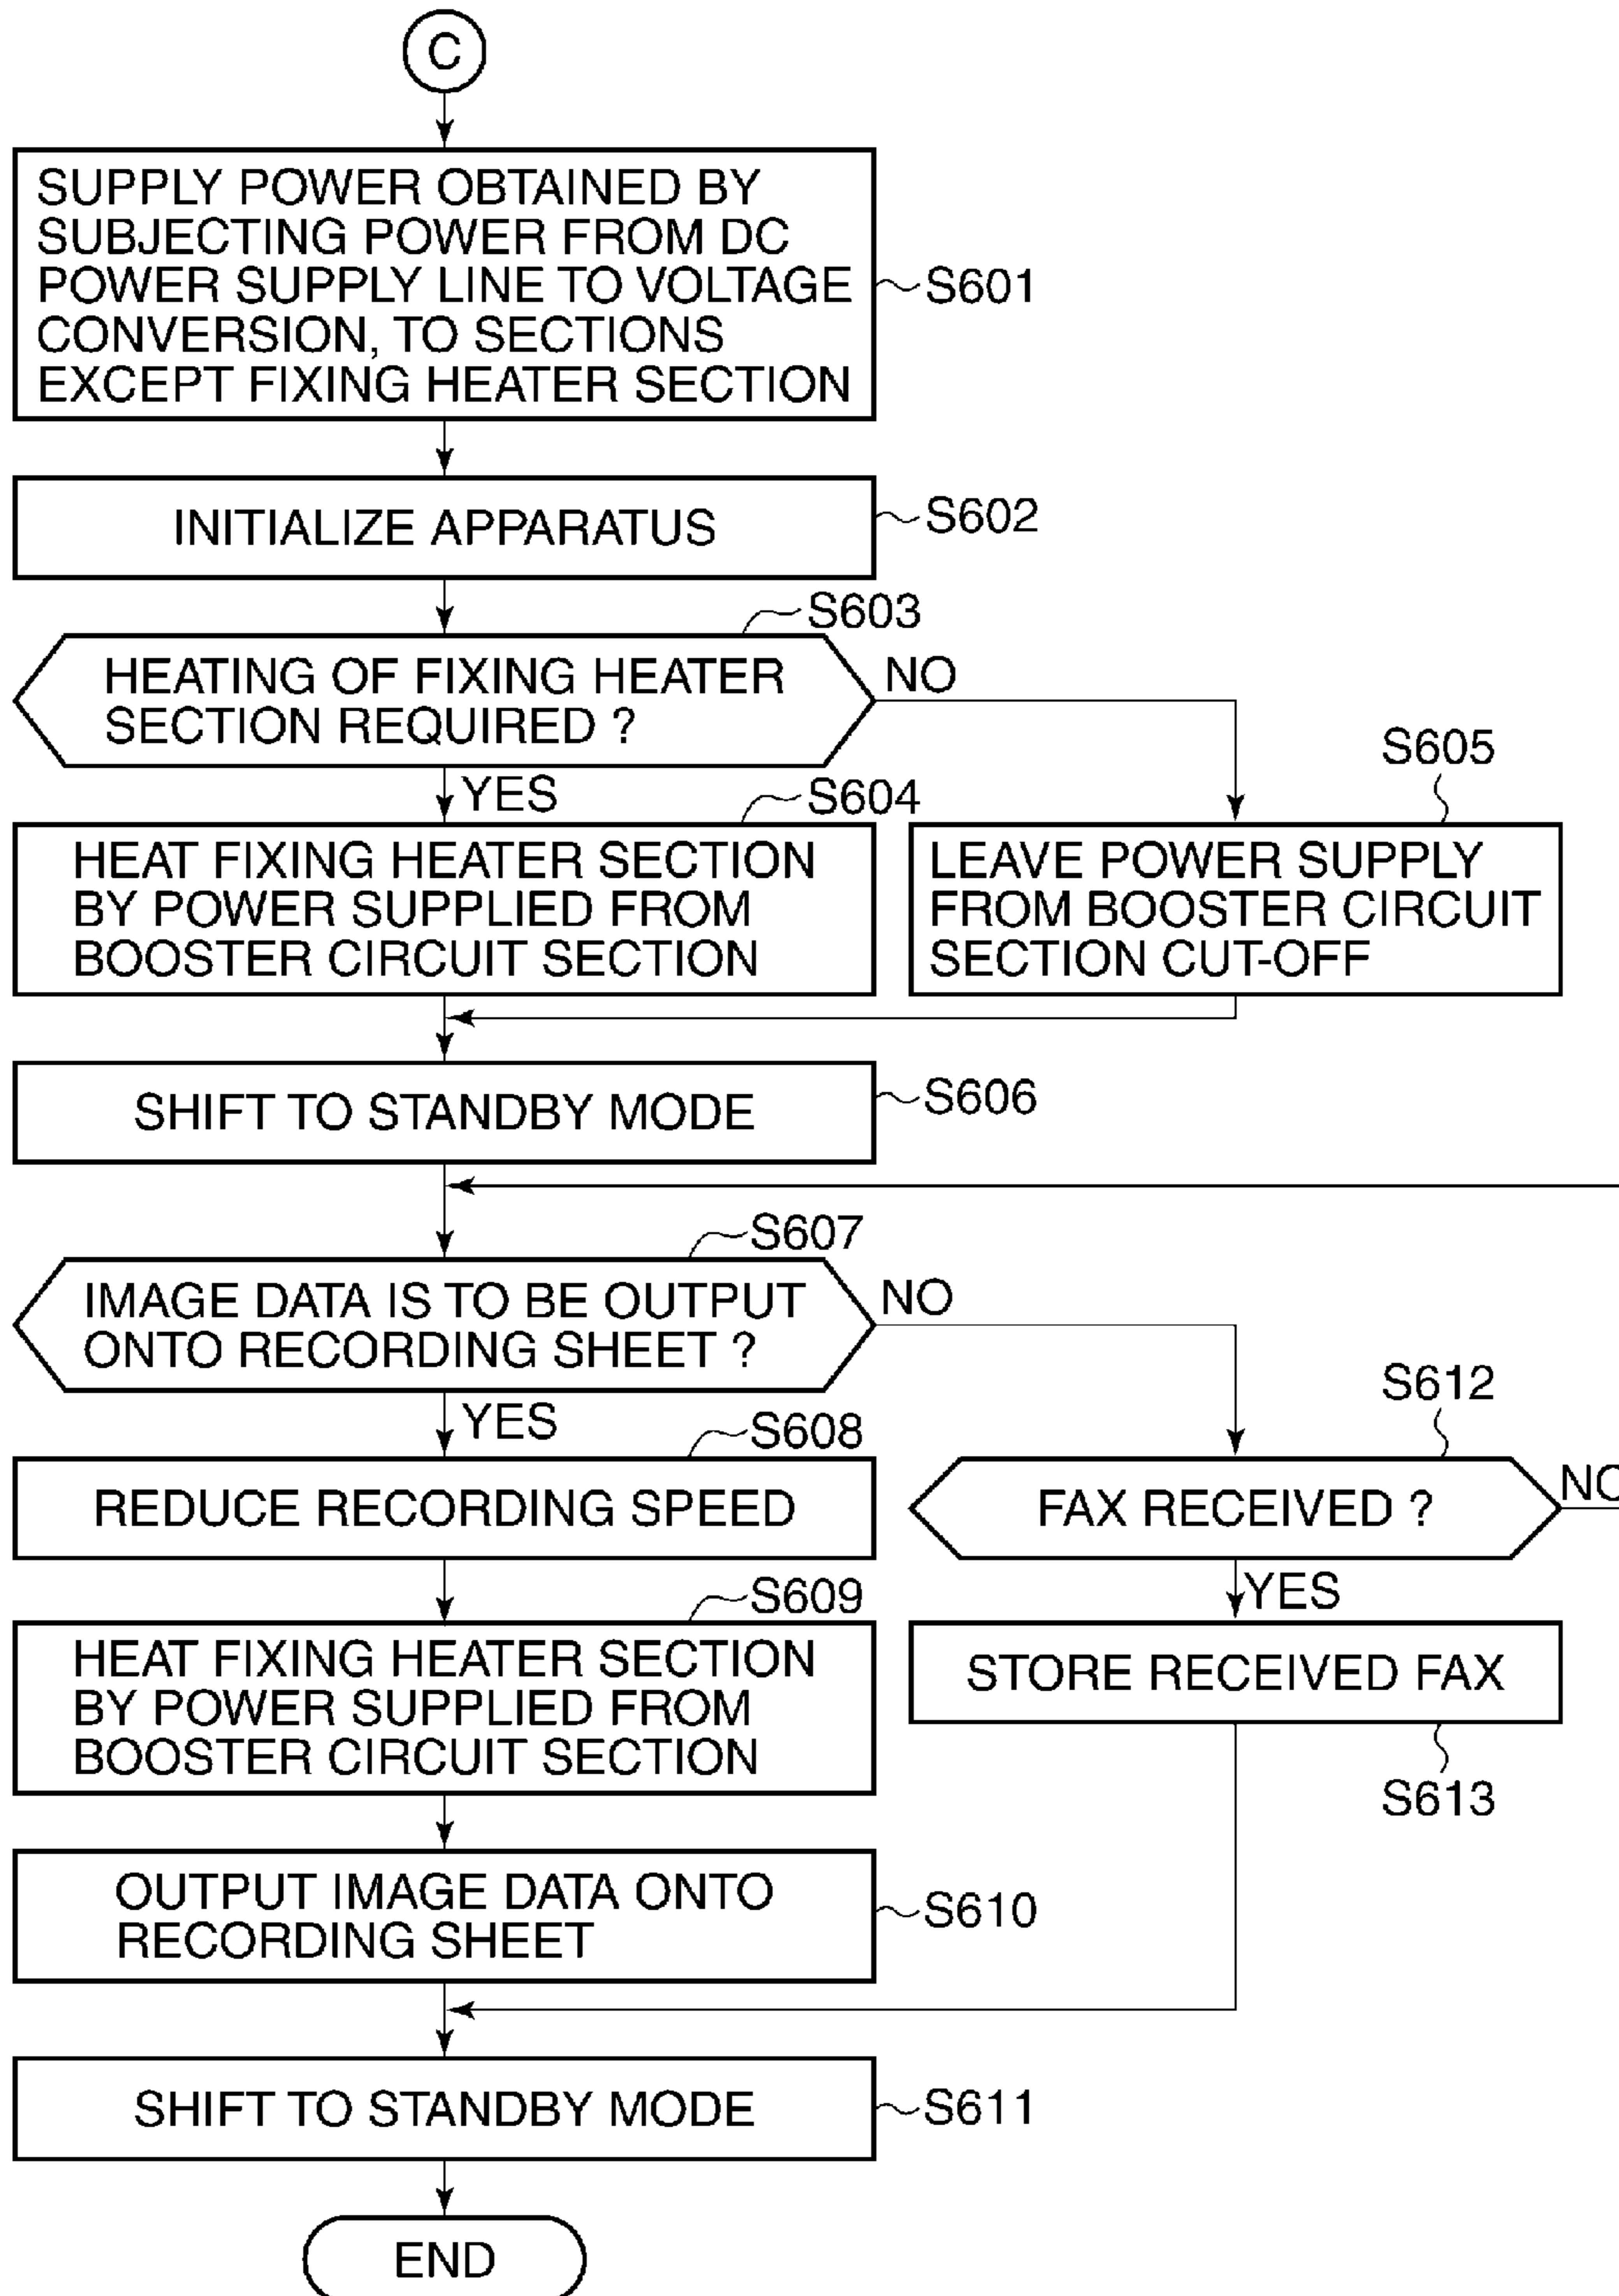 C
SUPPLY POWER OBTAINED BY
SUBJECTING POWER FROM DC
POWER SUPPLY LINE TO VOLTAGE
CONVERSION, TO SECTIONS
EXCEPT FIXING HEATER SECTION
S601
INITIALIZE APPARATUS
S602
S603
HEATING OF FIXING HEATER
SECTION REQUIRED ?
NO
YES
S604
HEAT FIXING HEATER SECTION
BY POWER SUPPLIED FROM
BOOSTER CIRCUIT SECTION
S605
LEAVE POWER SUPPLY
FROM BOOSTER CIRCUIT
SECTION CUT-OFF
SHIFT TO STANDBY MODE
S606
S607
IMAGE DATA IS TO BE OUTPUT
ONTO RECORDING SHEET ?
NO
YES
S608
REDUCE RECORDING SPEED
S612
FAX RECEIVED ?
NO
YES
S609
HEAT FIXING HEATER SECTION
BY POWER SUPPLIED FROM
BOOSTER CIRCUIT SECTION
STORE RECEIVED FAX
S613
OUTPUT IMAGE DATA ONTO
RECORDING SHEET
S610
SHIFT TO STANDBY MODE
S611
END